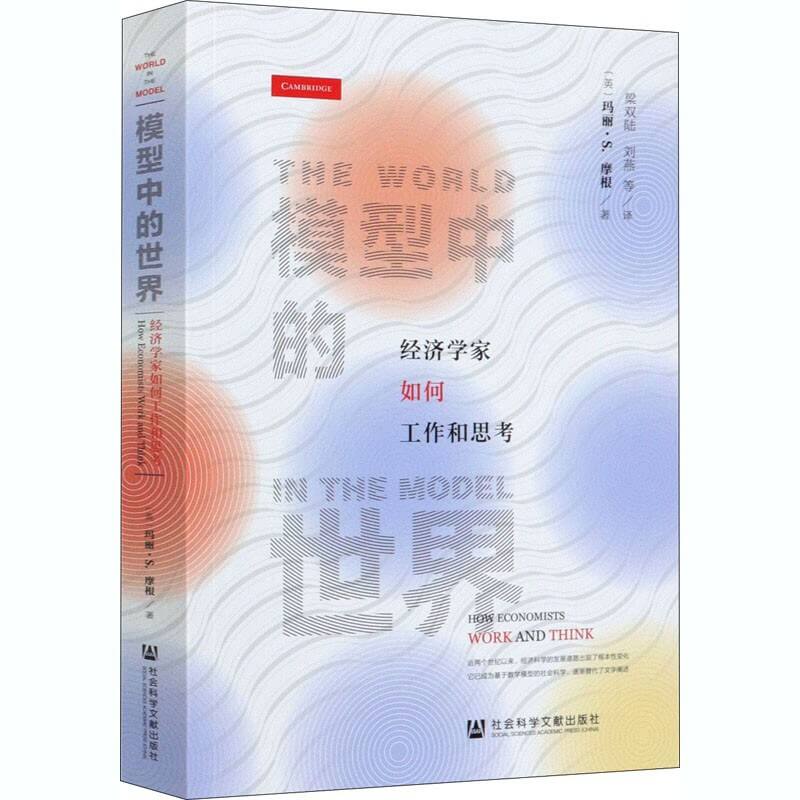 THE
WORLD
IN THE
MODEL
模型中的世界
经济学家如何工作和思考
How Economists Work and Think
〔英〕玛丽·S. 摩根 / 著
社会科学文献出版社
SOCIAL SCIENCES ACADEMIC PRESS (CHINA)
CAMBRIDGE
〔英〕玛丽·S. 摩根 / 著
梁双陆 刘燕 等 / 译
THE WORLD
模型中
的
经济学家
如何
工作和思考
IN THE MODEL
世界
HOW ECONOMISTS
WORK AND THINK
近两个世纪以来，经济科学的发展道路出现了根本性变化
它已成为基于数学模型的社会科学，逐渐替代了文字阐述
社会科学文献出版社
SOCIAL SCIENCES ACADEMIC PRESS (CHINA)